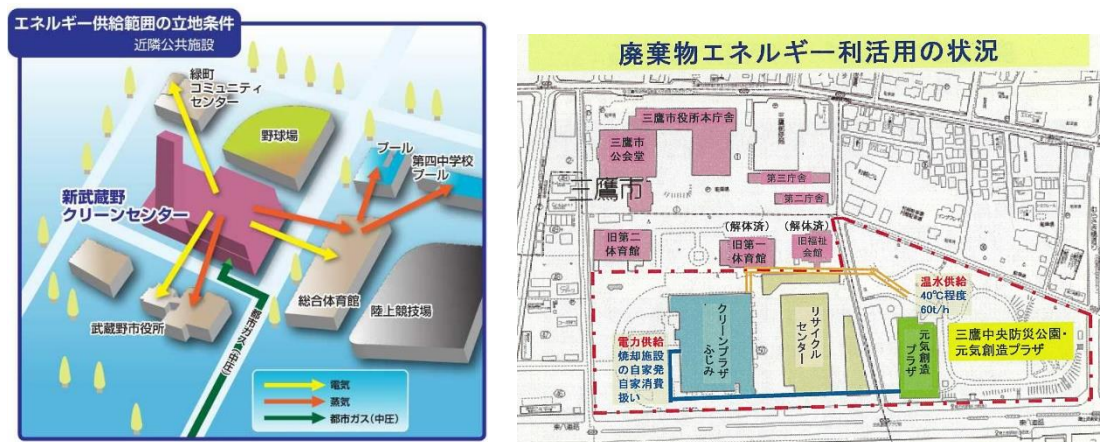 エネルギー供給範囲の立地条件
近隣公共施設
緑町
コミュニティ
センター
野球場
プール
第四中学校
プール
新武蔵野
クリーンセンター
総合体育館
陸上競技場
武蔵野市役所
都市ガス(中圧)
電気
蒸気
都市ガス(中圧)
廃棄物エネルギー利活用の状況
三鷹市役所本庁舎
三鷹市
公会堂
三鷹市
第三庁舎
第二庁舎
(解体済)
(解体済)
旧第二
体育館
旧第一
体育館
旧福祉
会館
温水供給
40℃程度
60t/h
電力供給
焼却施設
の自家発
自家消費
扱い
クリーンプラザ
ふじみ
リサイクル
センター
元気創造
プラザ
三鷹中央防災公園・
元気創造プラザ
東八道路
東八道路